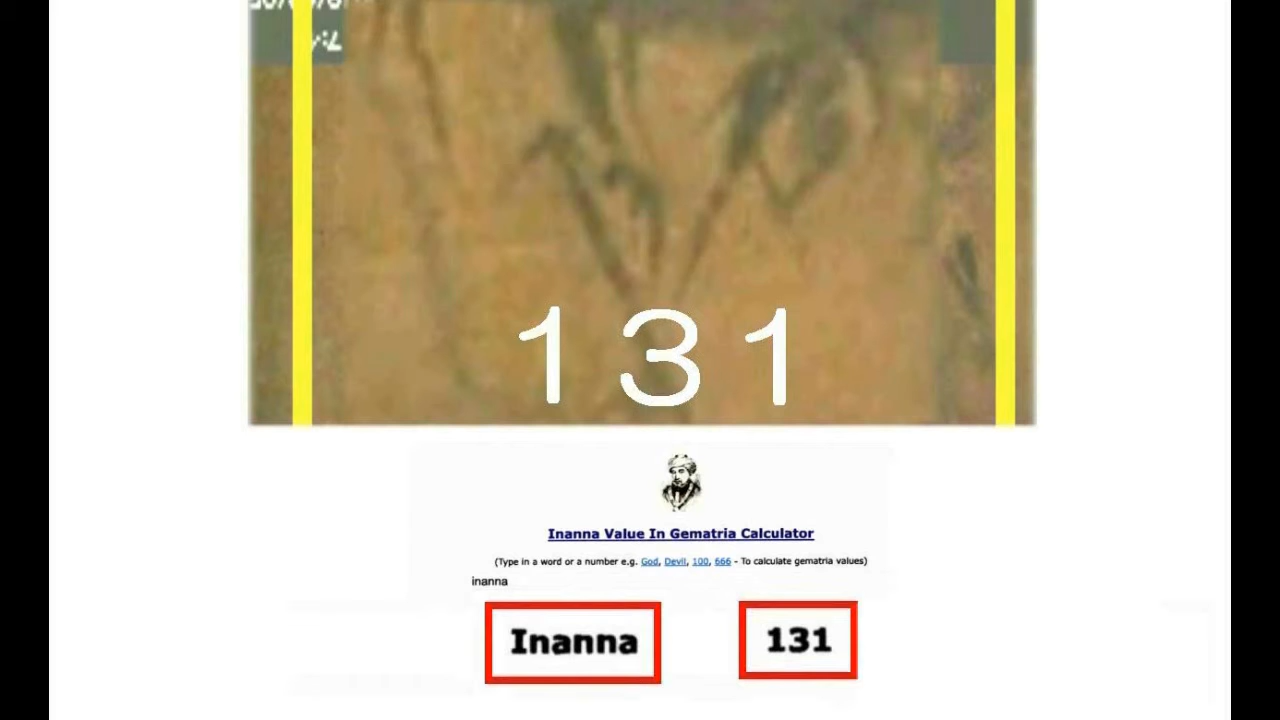 131
Inanna Value In Gematria Calculator
(Type in a word or a number e.g. God, Devil, 100, 666 - To calculate gematria values)
inanna
Inanna 131